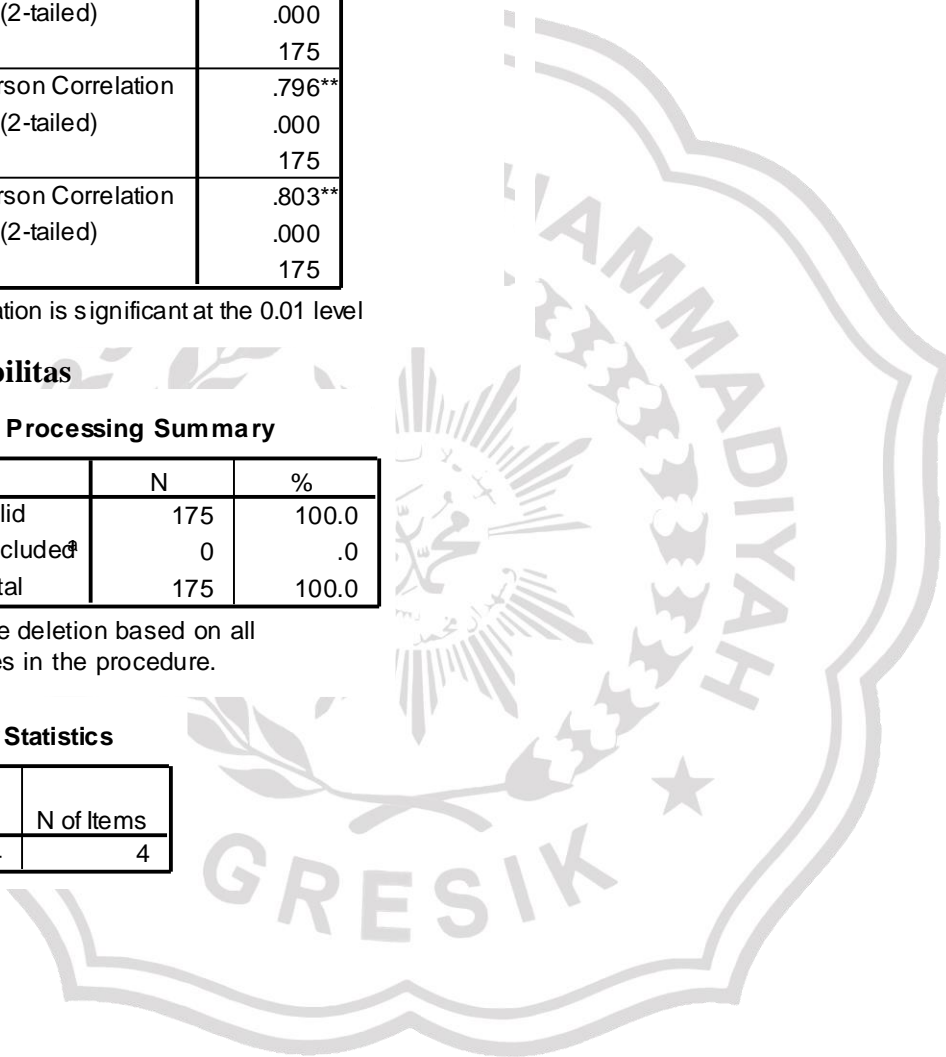 (2-tailed) .000
175
rson Correlation .796**
(2-tailed) .000
175
rson Correlation .803**
(2-tailed) .000
175
ation is significant at the 0.01 level
bilitas
Processing Summary
N %
lid 175 100.0
cludedᵃ 0 .0
tal 175 100.0
e deletion based on all
es in the procedure.
Statistics
N of Items
4
HAMMADIYAH
GRESIK